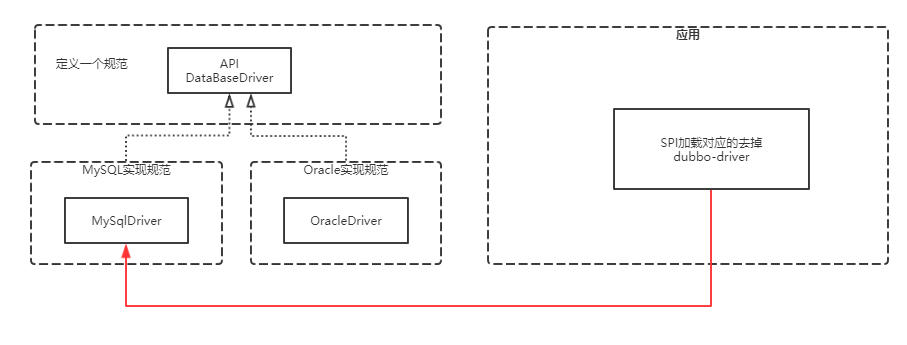 应用
定义一个规范
API
DataBaseDriver
SPI加载对应的去掉
dubbo-driver
MySQL实现规范
Oracle实现规范
MySqlDriver
OracleDriver